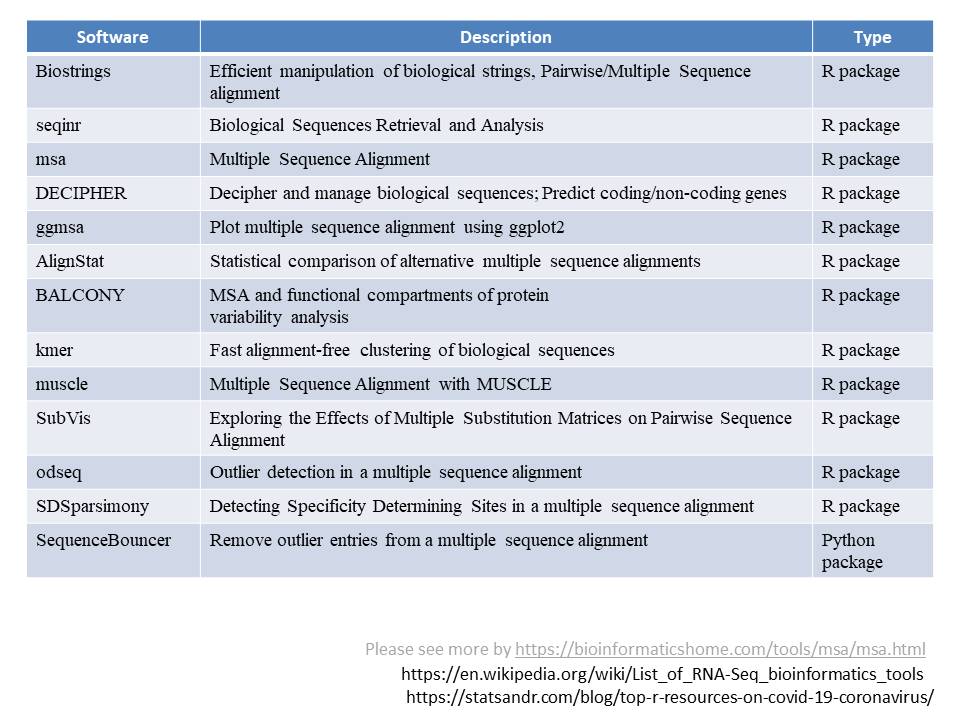 Software Description Type
Biostrings Efficient manipulation of biological strings, Pairwise/Multiple Sequence R package
alignment
seqinr Biological Sequences Retrieval and Analysis R package
msa Multiple Sequence Alignment R package
DECIPHER Decipher and manage biological sequences; Predict coding/non-coding genes R package
ggmsa Plot multiple sequence alignment using ggplot2 R package
AlignStat Statistical comparison of alternative multiple sequence alignments R package
BALCONY MSA and functional compartments of protein R package
variability analysis
kmer Fast alignment-free clustering of biological sequences R package
muscle Multiple Sequence Alignment with MUSCLE R package
SubVis Exploring the Effects of Multiple Substitution Matrices on Pairwise Sequence R package
Alignment
odseq Outlier detection in a multiple sequence alignment R package
SDSparsimony Detecting Specificity Determining Sites in a multiple sequence alignment R package
SequenceBouncer Remove outlier entries from a multiple sequence alignment Python
package
Please see more by https://bioinformaticshome.com/tools/msa/msa.html
https://en.wikipedia.org/wiki/List_of_RNA-Seq_bioinformatics_tools
https://statsandr.com/blog/top-r-resources-on-covid-19-coronavirus/